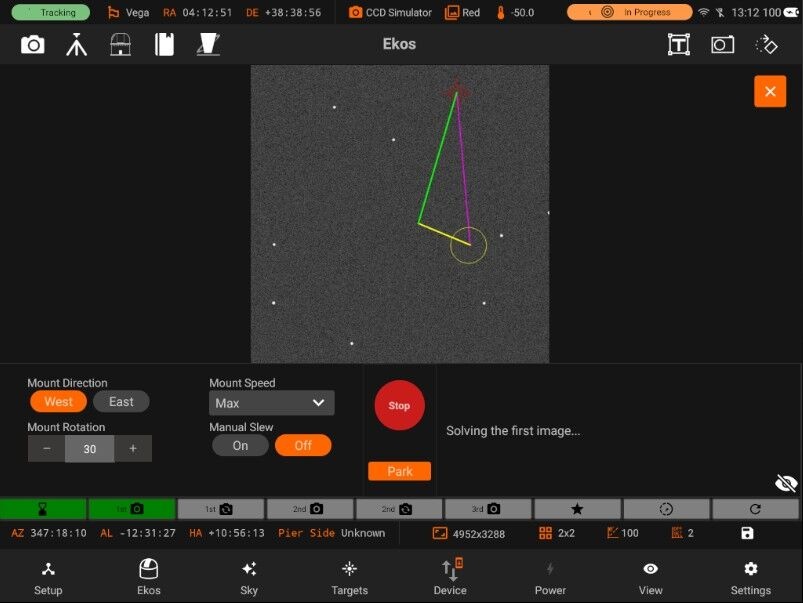 Tracking Vega RA 04:12:51 DE +38:38:56 CCD Simulator Red -50.0 In Progress 13:12 100
Ekos
Mount Direction Mount Speed
West East Max
Stop
Mount Rotation Manual Slew
− 30 + On Off
Solving the first image...
Park
1st 1st 2nd 2nd 3rd
AZ 347:18:10 AL -12:31:27 HA +10:56:13 Pier Side Unknown 4952x3288 2x2 100 2
Setup Ekos Sky Targets Device Power View Settings